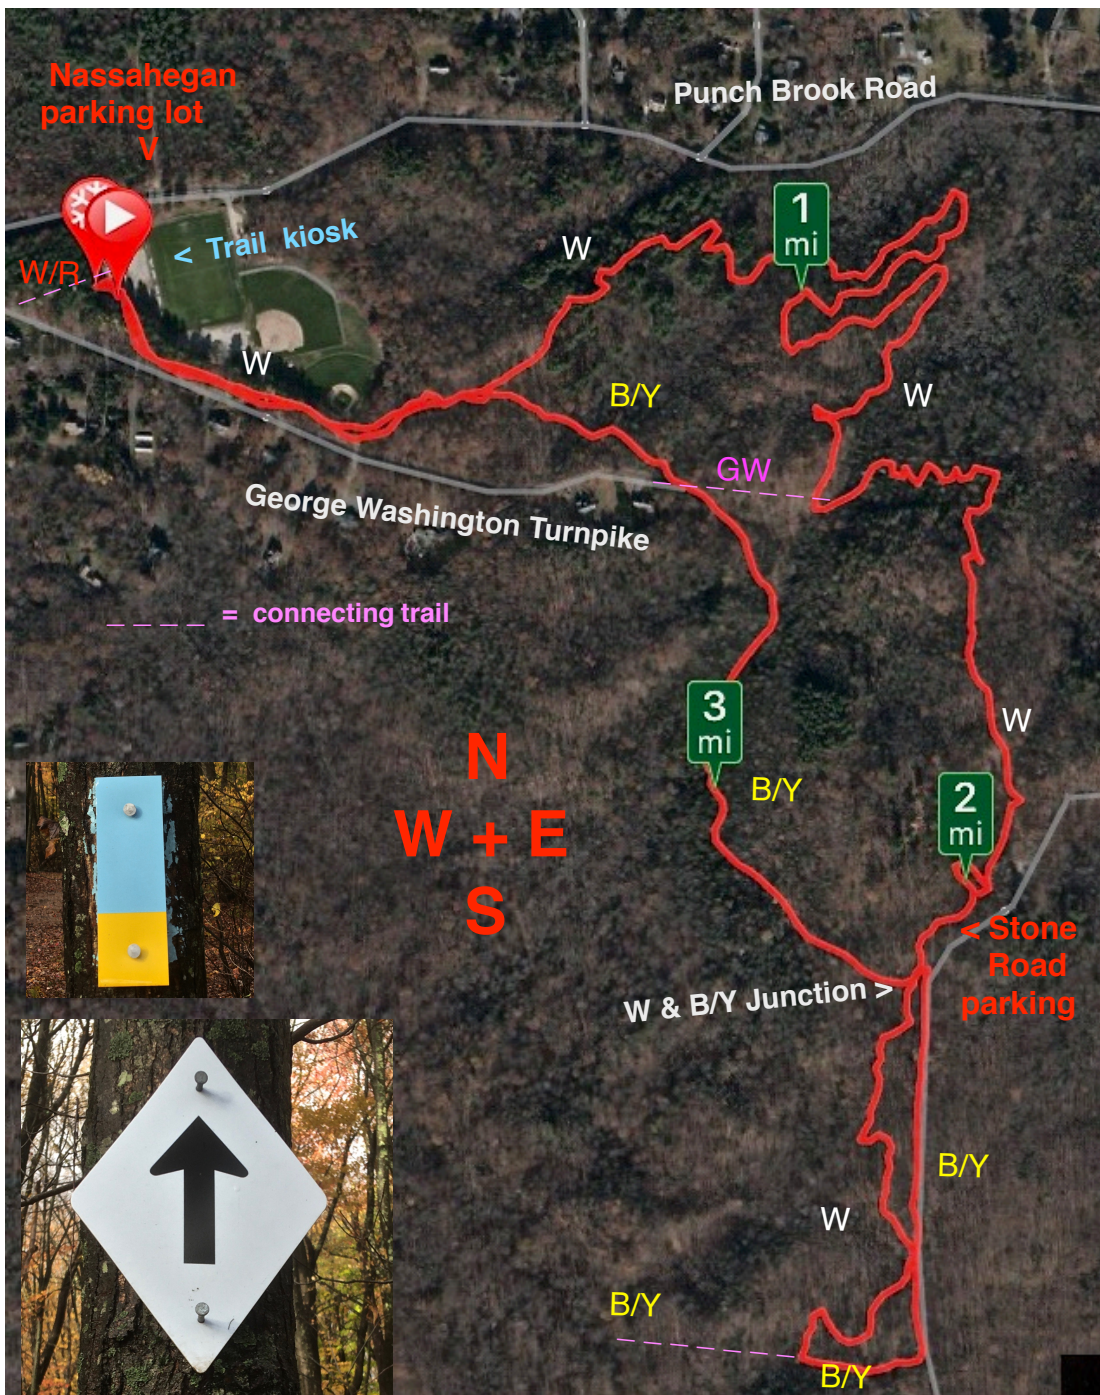 Nassahegan
parking lot
V
Punch Brook Road
1
mi
< Trail kiosk
W
W/R
W
B/Y
W
GW
George Washington Turnpike
_ _ _ _ _ = connecting trail
3
mi
W
N
B/Y
2
mi
W + E
S
< Stone
Road
parking
W & B/Y Junction >
B/Y
W
B/Y
B/Y